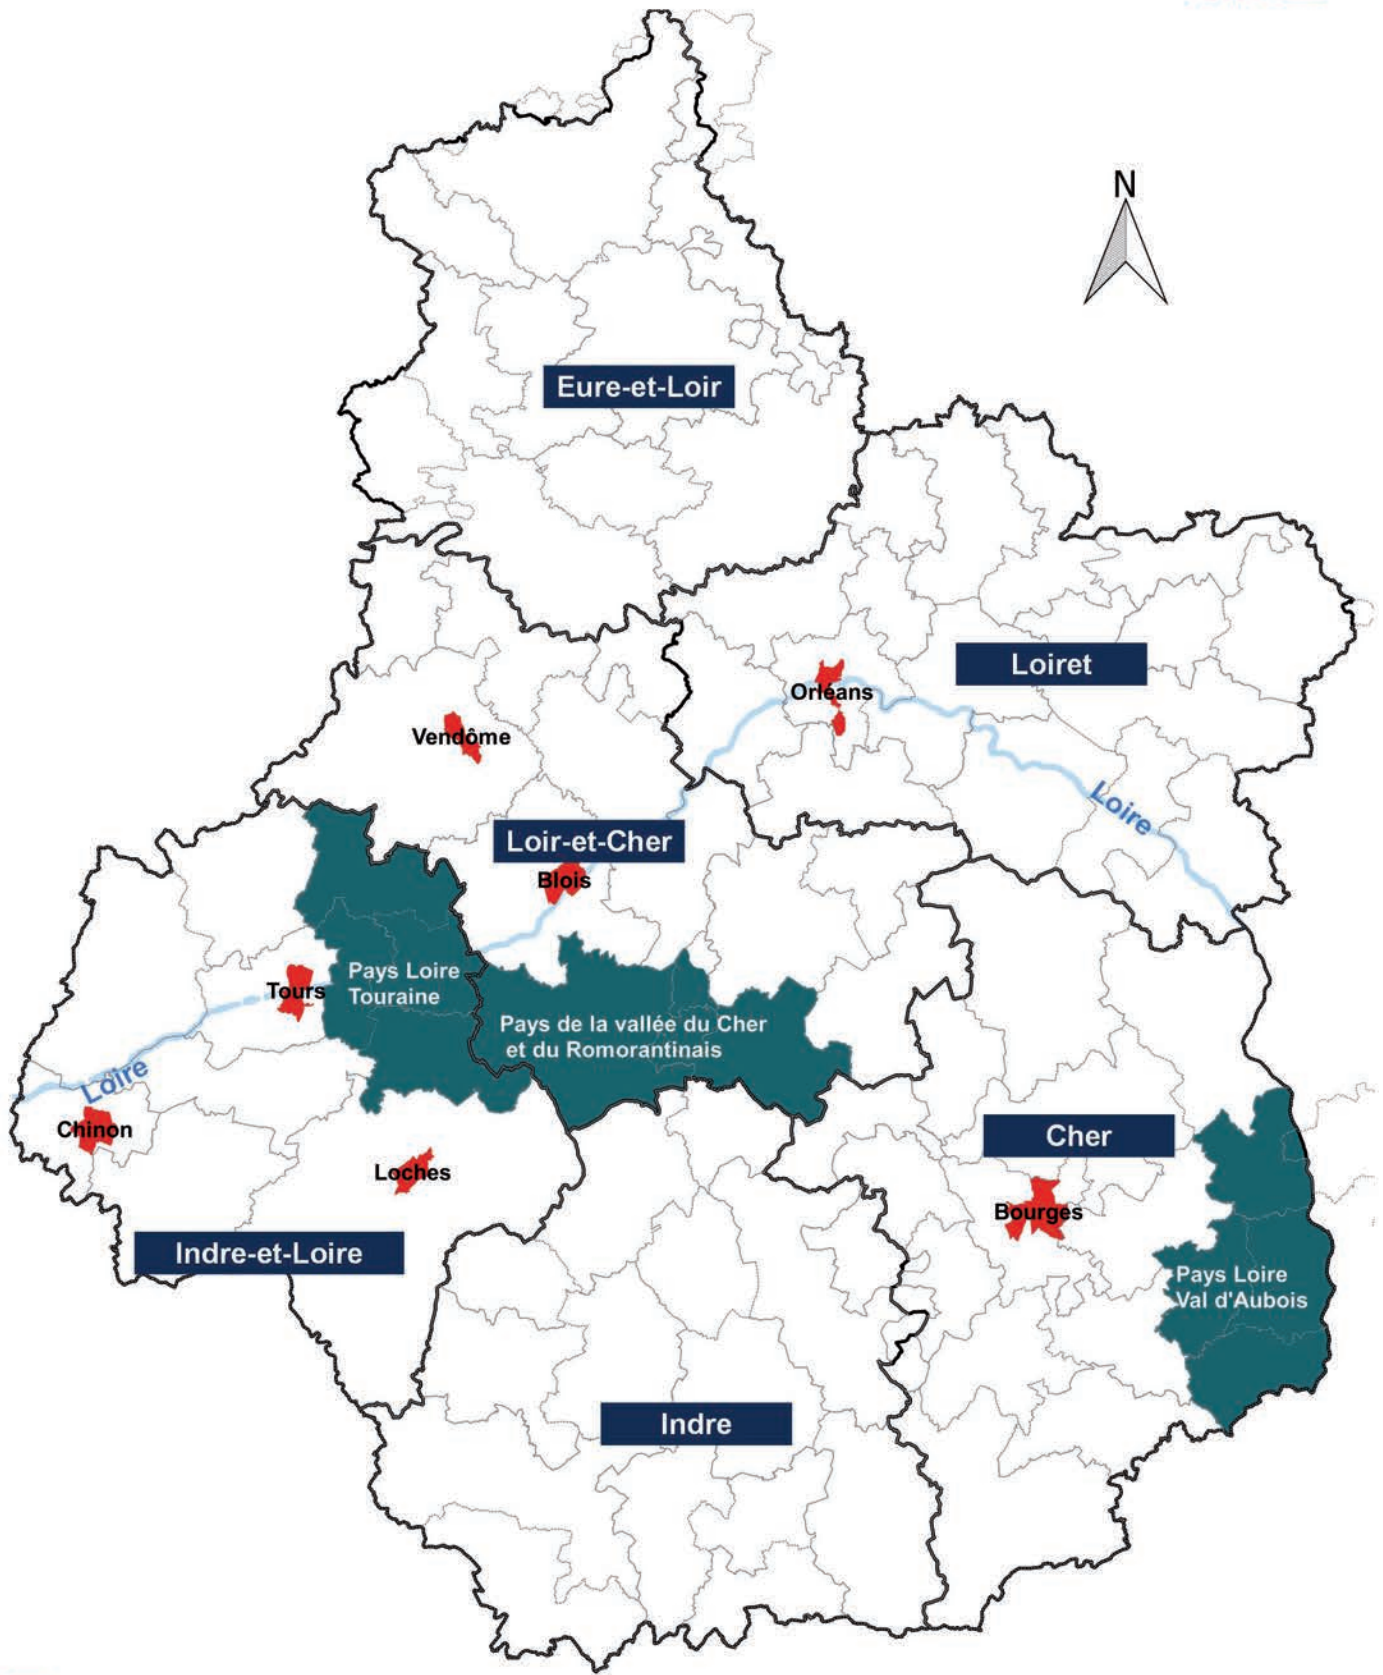 N
Eure-et-Loir
Loiret
Orléans
Vendôme
Loire
Loir-et-Cher
Blois
Pays Loire
Touraine
Tours
Pays de la vallée du Cher
et du Romorantinais
Loire
Chinon
Cher
Loches
Bourges
Indre-et-Loire
Pays Loire
Val d'Aubois
Indre